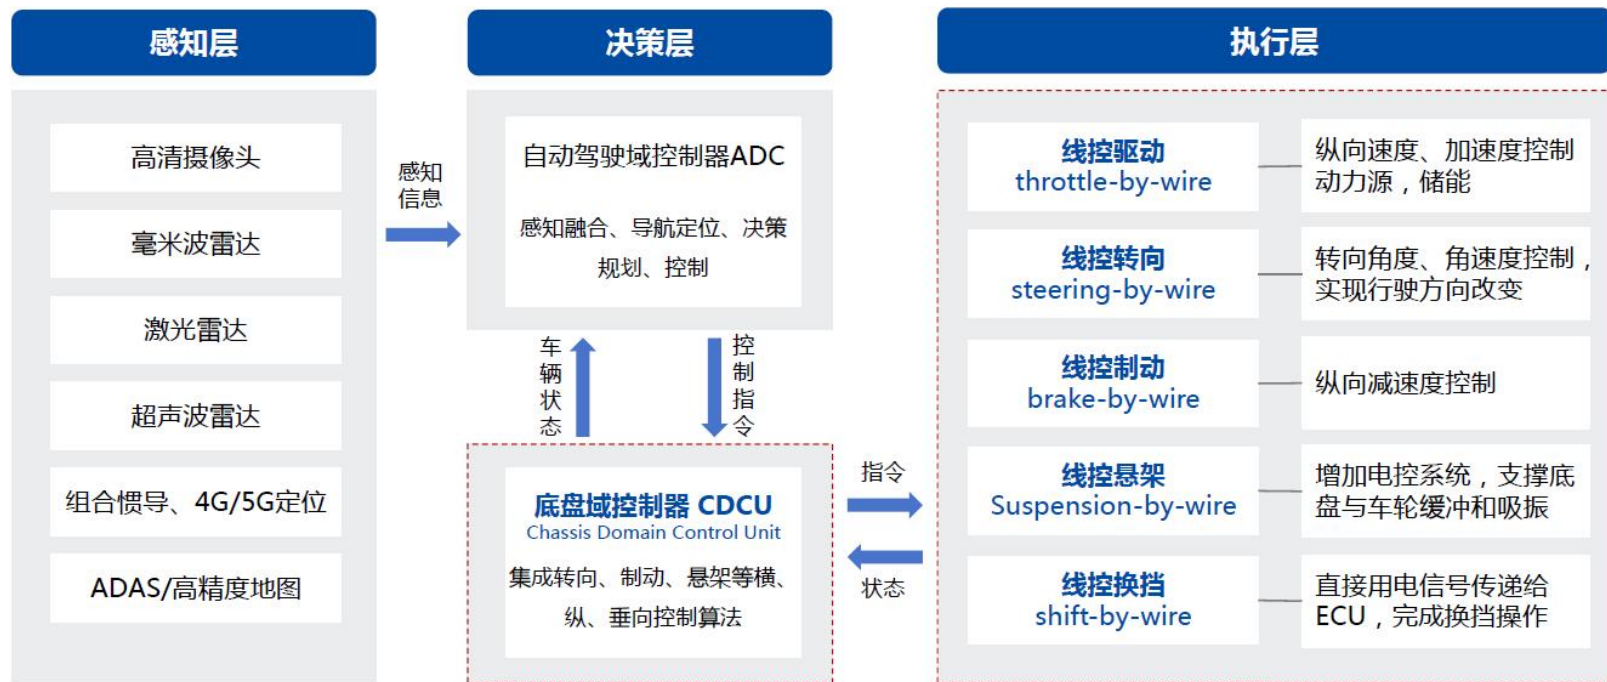 感知层
高清摄像头
毫米波雷达
激光雷达
超声波雷达
组合惯导、4G/5G定位
ADAS/高精度地图
感知
信息
决策层
自动驾驶域控制器ADC
感知融合、导航定位、决策
规划、控制
车辆状态
控制指令
底盘域控制器 CDCU
Chassis Domain Control Unit
集成转向、制动、悬架等横、
纵、垂向控制算法
指令
状态
执行层
线控驱动
throttle-by-wire
纵向速度、加速度控制
动力源，储能
线控转向
steering-by-wire
转向角度、角速度控制，
实现行驶方向改变
线控制动
brake-by-wire
纵向减速度控制
线控悬架
Suspension-by-wire
增加电控系统，支撑底
盘与车轮缓冲和吸振
线控换挡
shift-by-wire
直接用电信号传递给
ECU，完成换挡操作